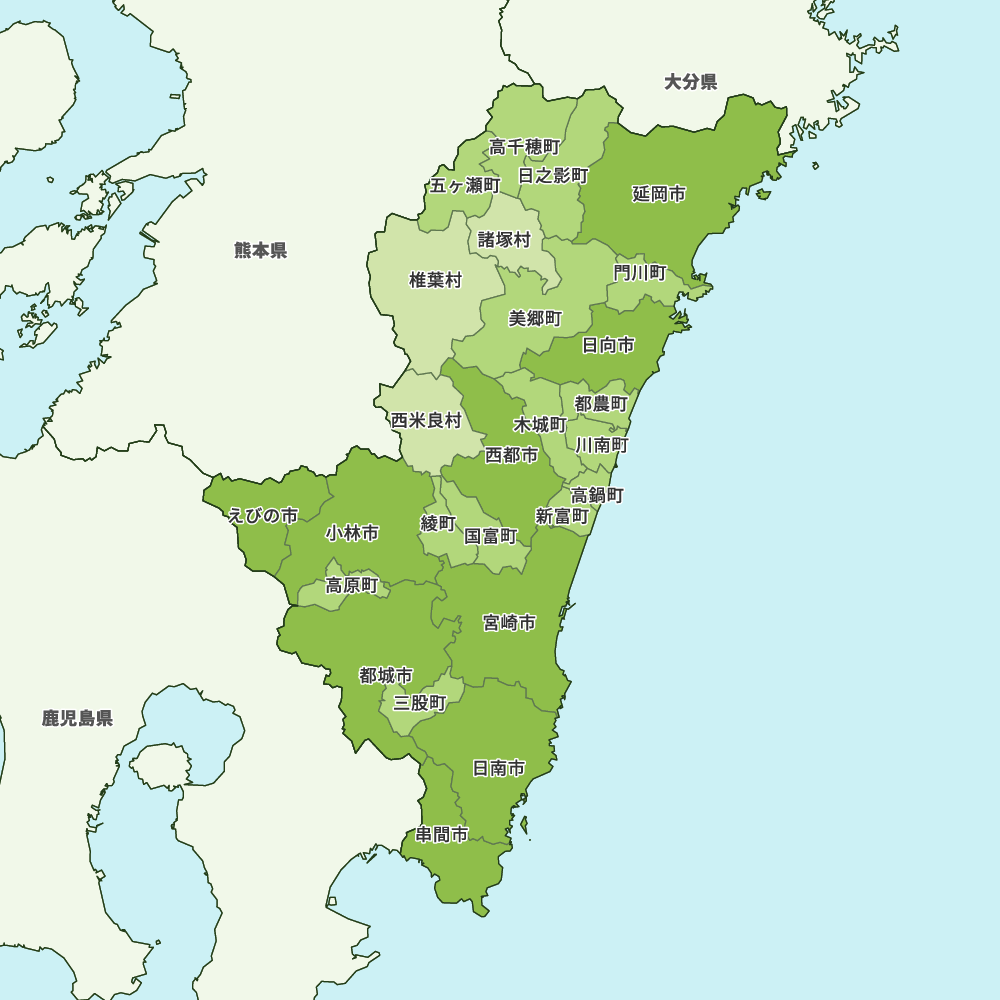 大分県
高千穂町
日之影町
五ヶ瀬町
延岡市
諸塚村
熊本県
門川町
椎葉村
美郷町
日向市
都農町
西米良村
木城町
川南町
西都市
高鍋町
えびの市
新富町
綾町
小林市
国富町
高原町
宮崎市
都城市
三股町
鹿児島県
日南市
串間市